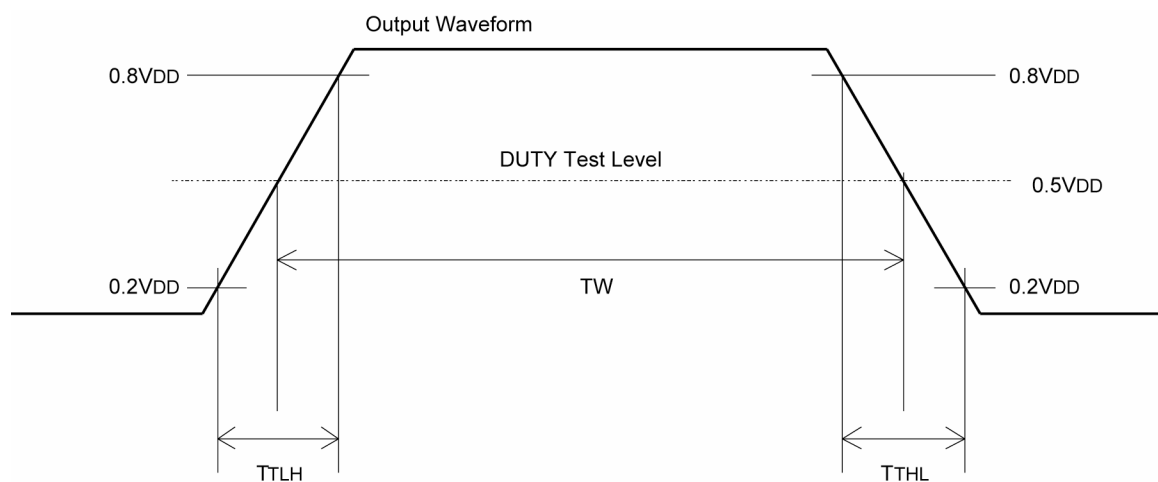 Output Waveform
0.8VDD
0.8VDD
DUTY Test Level
0.5VDD
TW
0.2VDD
0.2VDD
TTLH
TTHL